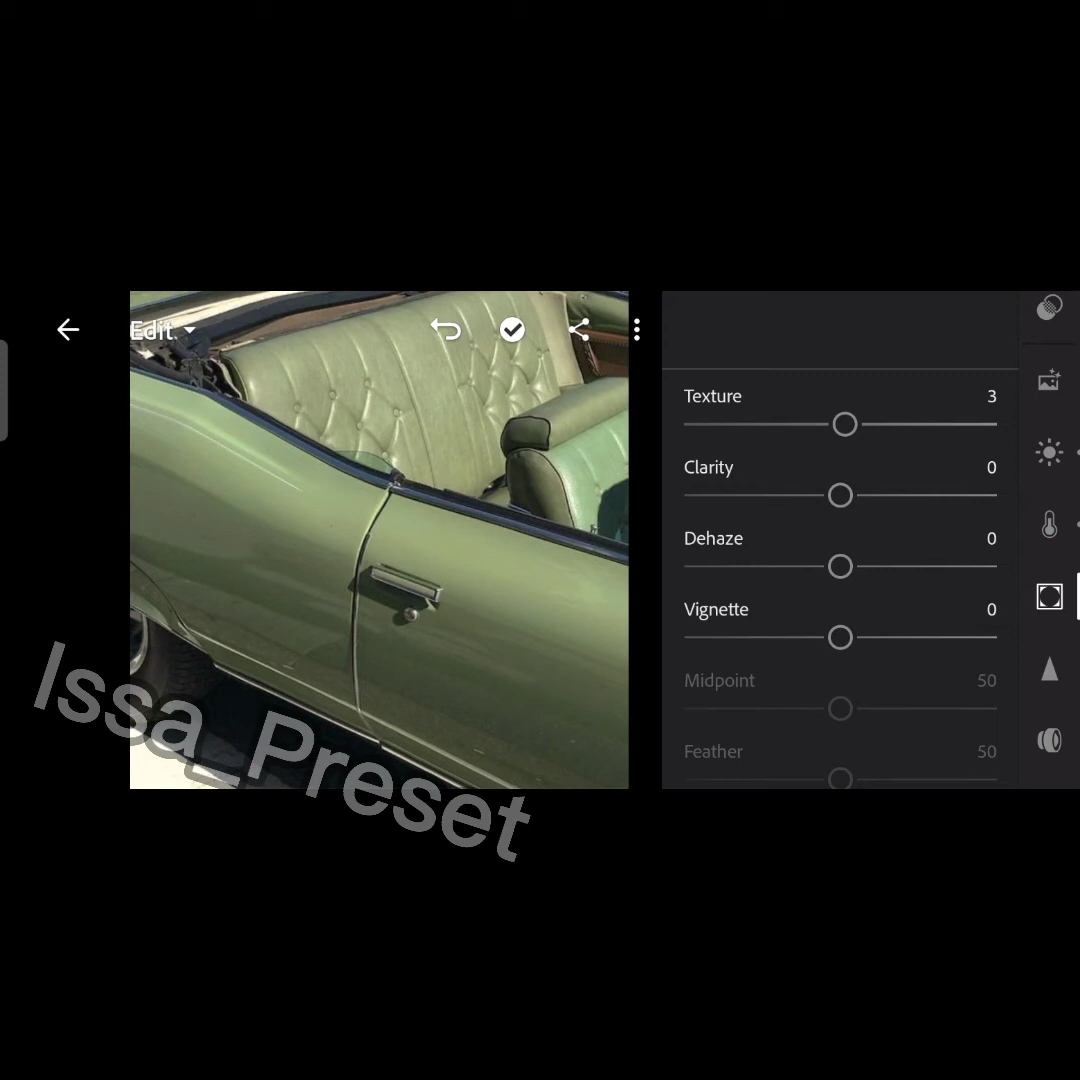 Edit
Texture 3
Clarity 0
Dehaze 0
Vignette 0
Midpoint 50
Feather 50
Issa_Preset